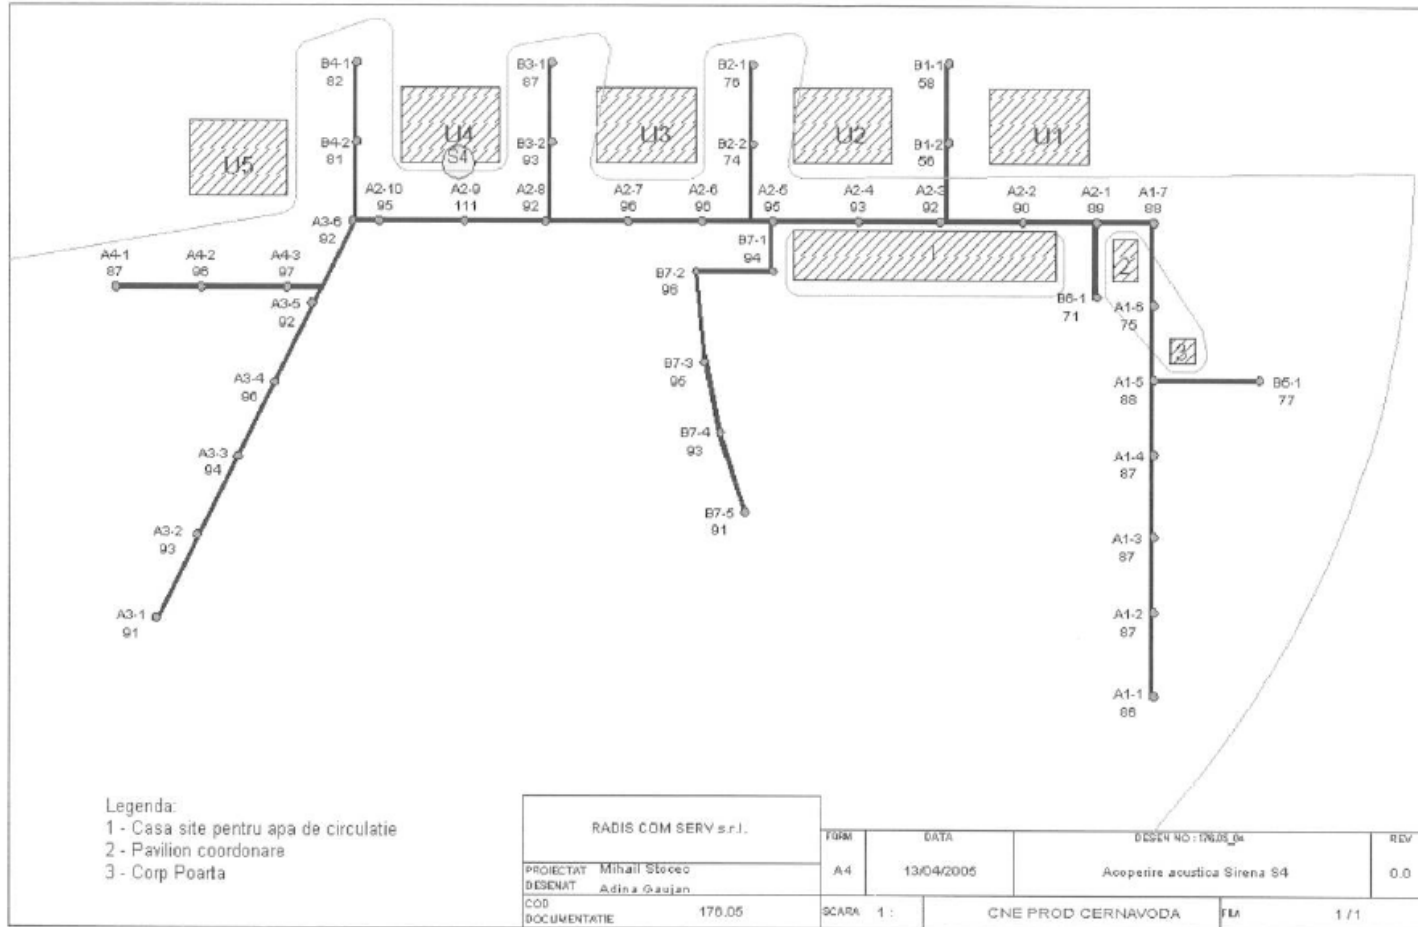 B4-1
82
B3-1
87
B2-1
76
B1-1
58
U5
U4
S4
U3
U2
U1
B4-2
81
B3-2
93
B2-2
74
B1-2
56
A3-6
92
A2-10
95
A2-9
111
A2-8
92
A2-7
96
A2-6
96
A2-5
95
A2-4
93
A2-3
92
A2-2
90
A2-1
89
A1-7
88
A4-1
87
A4-2
96
A4-3
97
A3-5
92
B7-1
94
B7-2
96
1
2
B6-1
71
A1-6
75
3
A3-4
96
B7-3
95
A1-5
88
B5-1
77
A3-3
94
B7-4
93
A1-4
87
A3-2
93
B7-5
91
A1-3
87
A3-1
91
A1-2
87
A1-1
86
Legenda:
1 - Casa site pentru apa de circulatie
2 - Pavilion coordonare
3 - Corp Poarta
RADIS COM SERV s.r.l.
PROIECTAT Mihail Stocec
DESENAT Adina Gaujan
COD
DOCUMENTATIE 176.05
FORM
A4
DATA
13/04/2005
DESEN NO : 176.05_04
Acoperire acustica Sirena S4
REV
0.0
SCARA 1 :
CNE PROD CERNAVODA
FILA 1 / 1